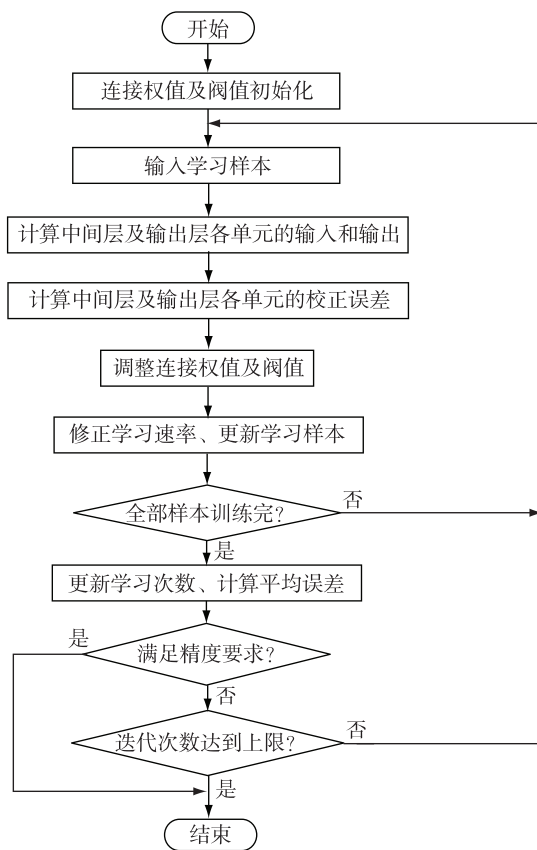 开始
连接权值及阀值初始化
输入学习样本
计算中间层及输出层各单元的输入和输出
计算中间层及输出层各单元的校正误差
调整连接权值及阀值
修正学习速率、更新学习样本
全部样本训练完?
否
是
更新学习次数、计算平均误差
是
满足精度要求?
否
迭代次数达到上限?
否
是
结束